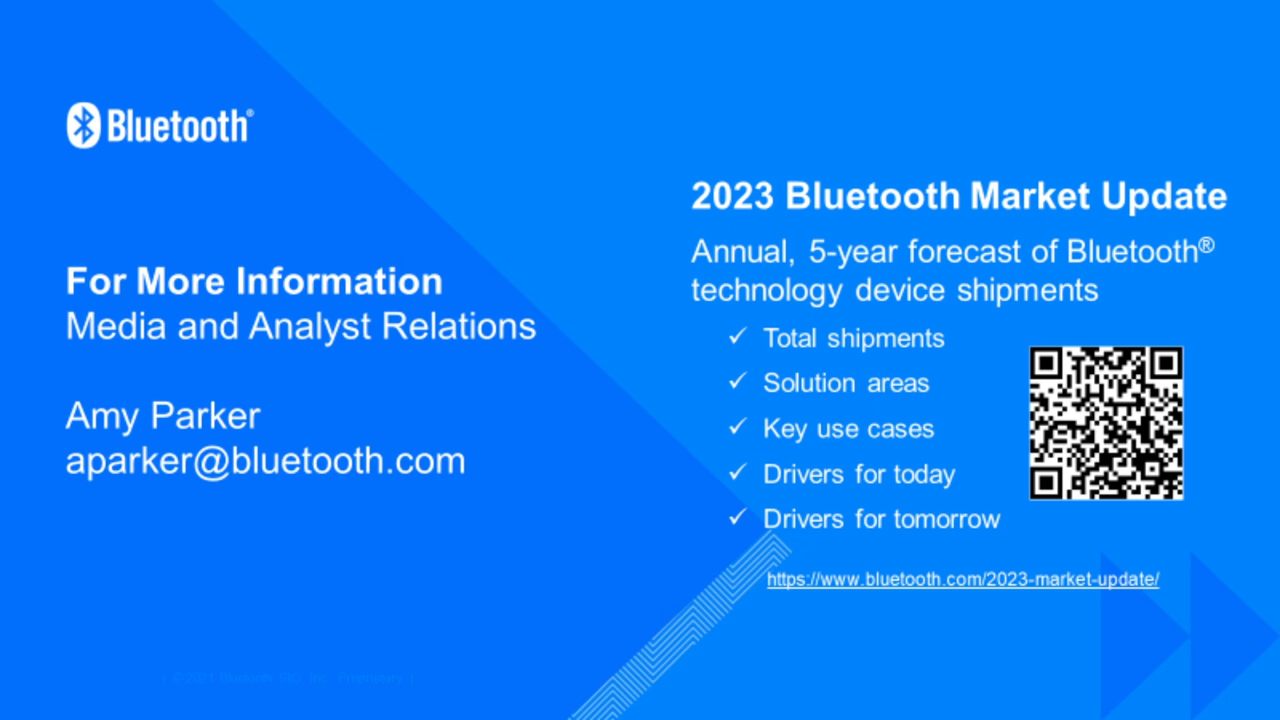 Bluetooth®
For More Information
Media and Analyst Relations
Amy Parker
aparker@bluetooth.com
2023 Bluetooth Market Update
Annual, 5-year forecast of Bluetooth®
technology device shipments
✓ Total shipments
✓ Solution areas
✓ Key use cases
✓ Drivers for today
✓ Drivers for tomorrow
https://www.bluetooth.com/2023-market-update/